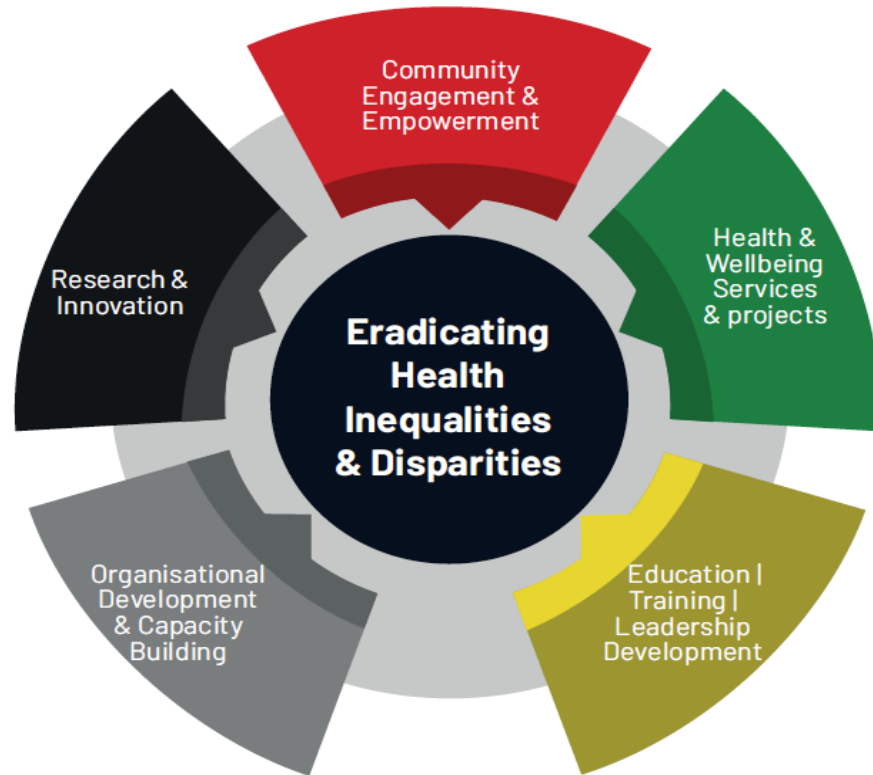 Community
Engagement &
Empowerment
Health &
Wellbeing
Services
& projects
Education |
Training |
Leadership
Development
Organisational
Development
& Capacity
Building
Research &
Innovation
Eradicating
Health
Inequalities
& Disparities